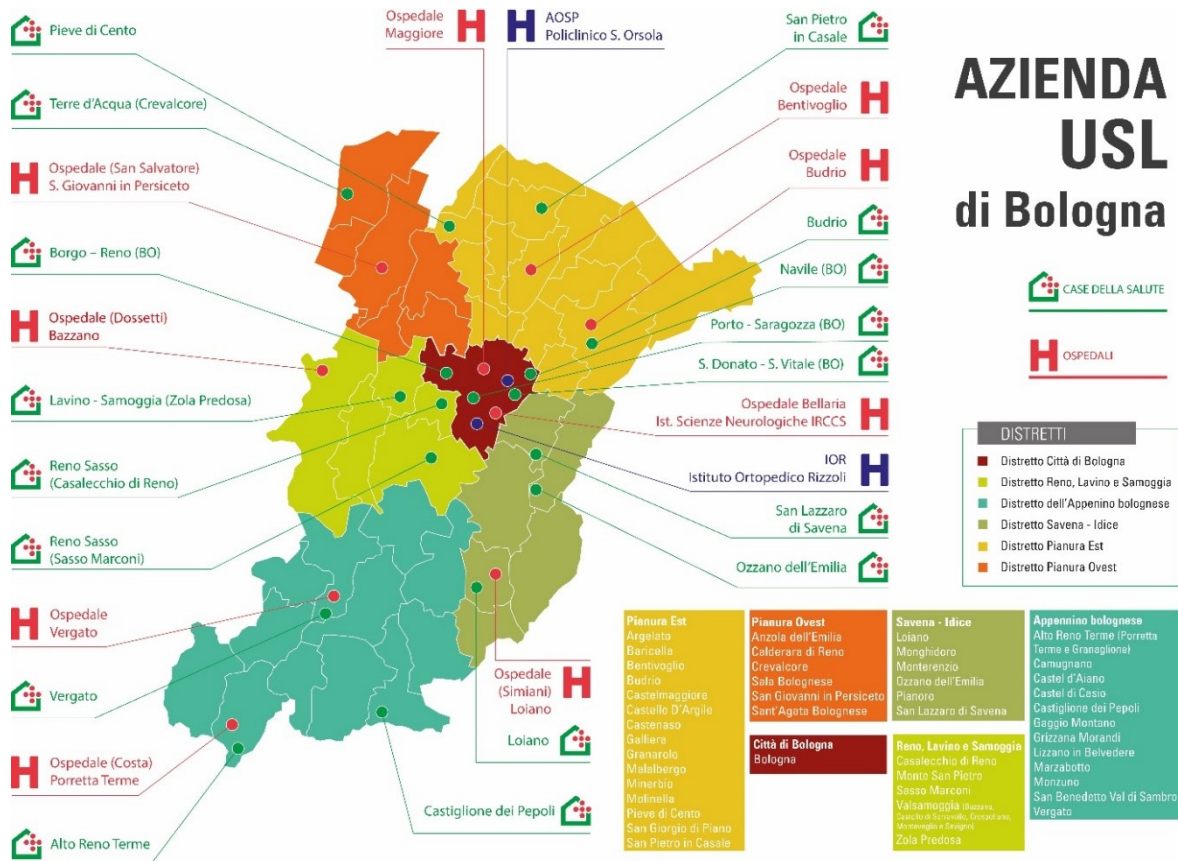 Pieve di Cento
Terre d'Acqua (Crevalcore)
Ospedale (San Salvatore)
S. Giovanni in Persiceto
Borgo – Reno (BO)
Ospedale (Dossetti)
Bazzano
Lavino - Samoggia (Zola Predosa)
Reno Sasso
(Casalecchio di Reno)
Reno Sasso
(Sasso Marconi)
Ospedale
Vergato
Vergato
Ospedale (Costa)
Porretta Terme
Alto Reno Terme
Ospedale
Maggiore
AOSP
Policlinico S. Orsola
San Pietro
in Casale
Ospedale
Bentivoglio
Ospedale
Budrio
Budrio
Navile (BO)
Porto - Saragozza (BO)
S. Donato - S. Vitale (BO)
Ospedale Bellaria
Ist. Scienze Neurologiche IRCCS
IOR
Istituto Ortopedico Rizzoli
San Lazzaro
di Savena
Ozzano dell'Emilia
Ospedale
(Simiani)
Loiano
Loiano
Castiglione dei Pepoli
AZIENDA
USL
di Bologna
CASE DELLA SALUTE
OSPEDALI
DISTRETTI
Distretto Città di Bologna
Distretto Reno, Lavino e Samoggia
Distretto dell'Appenino bolognese
Distretto Savena - Idice
Distretto Pianura Est
Distretto Pianura Ovest
Pianura Est
Argelato
Baricella
Bentivoglio
Budrio
Castelmaggiore
Castello D'Argile
Castenaso
Galliera
Granarolo
Malalbergo
Minerbio
Molinella
Pieve di Cento
San Giorgio di Piano
San Pietro in Casale
Pianura Ovest
Anzola dell'Emilia
Calderara di Reno
Crevalcore
Sala Bolognese
San Giovanni in Persiceto
Sant'Agata Bolognese
Città di Bologna
Bologna
Savena - Idice
Loiano
Monghidoro
Monterenzio
Ozzano dell'Emilia
Pianoro
San Lazzaro di Savena
Reno, Lavino e Samoggia
Casalecchio di Reno
Monte San Pietro
Sasso Marconi
Valsamoggia (Bazzano,
Castello di Serravalle, Crespellano,
Monteveglio e Savigno)
Zola Predosa
Appennino bolognese
Alto Reno Terme (Porretta
Terme e Granaglione)
Camugnano
Castel d'Aiano
Castel di Casio
Castiglione dei Pepoli
Gaggio Montano
Grizzana Morandi
Lizzano in Belvedere
Marzabotto
Monzuno
San Benedetto Val di Sambro
Vergato